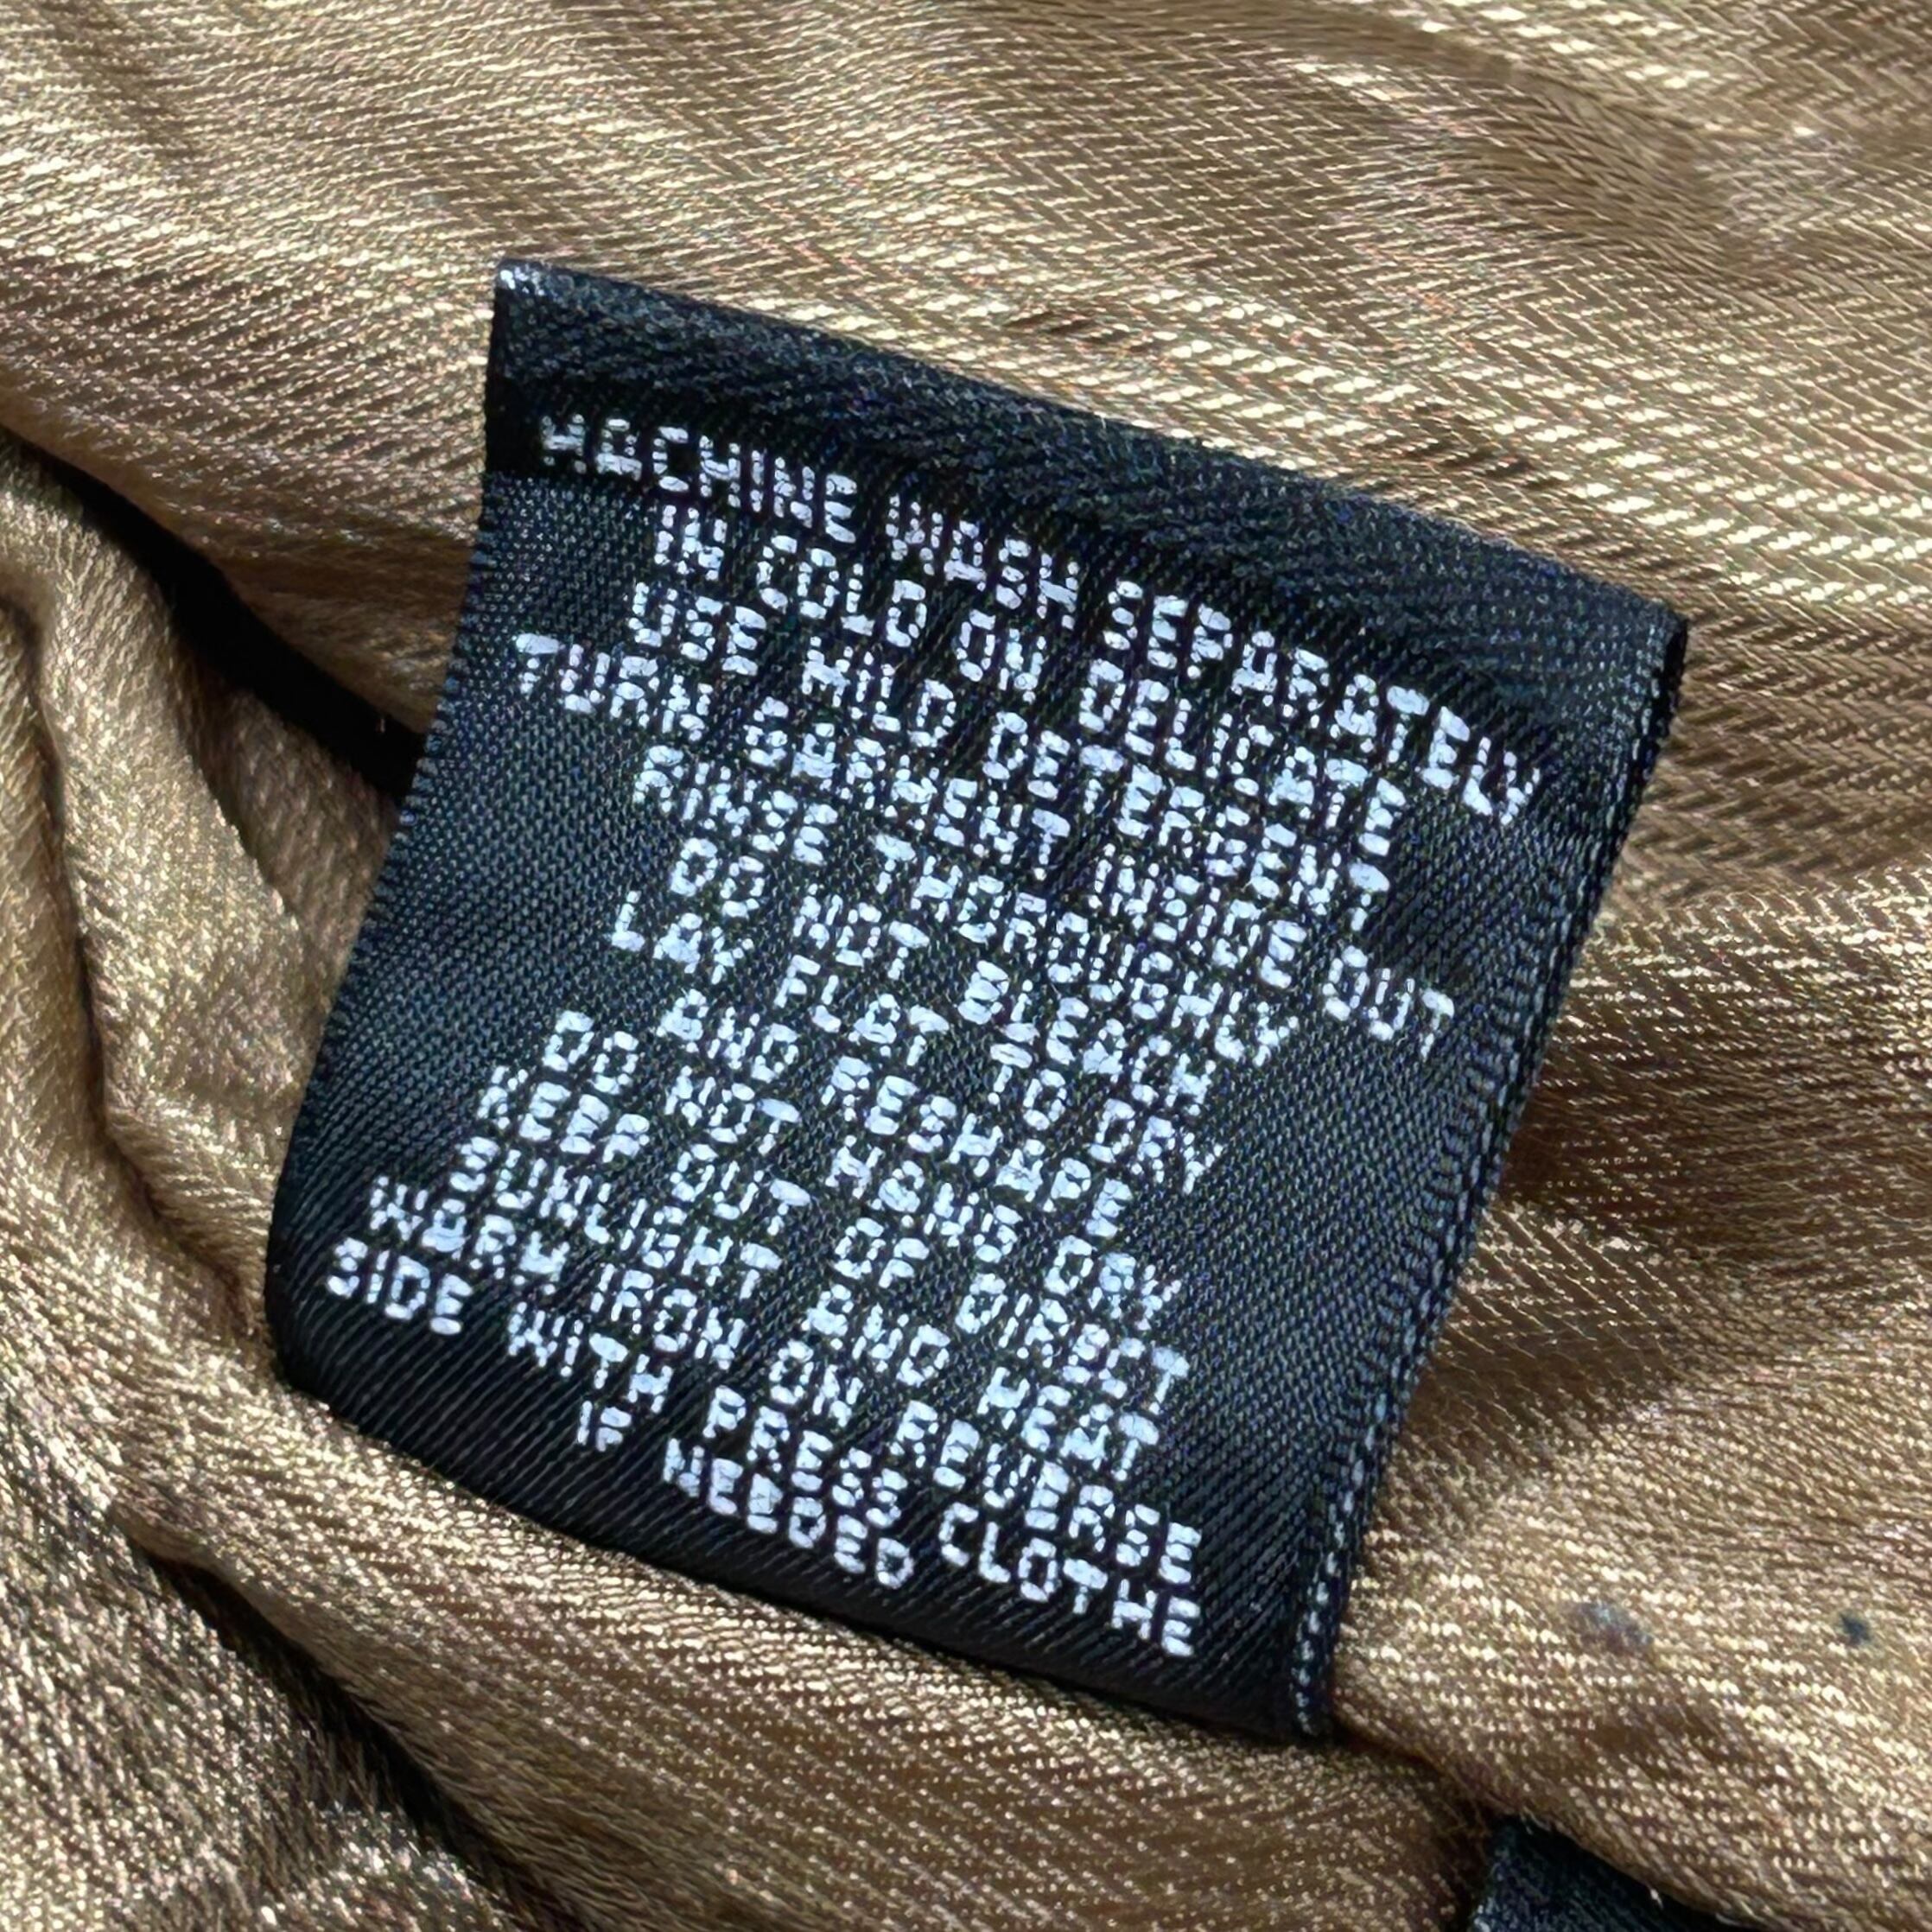 MACHINE WASH SEPARATELY
IN COLD ON DELICATE
USE MILD DETERGENT
TURN GARMENT INSIDE OUT
RINSE THOROUGHLY
DO NOT BLEACH
LAY FLAT TO DRY
AND RESHAPE
DO NOT HANG DRY
KEEP OUT OF DIRECT
SUNLIGHT AND HEAT
WARM IRON ON REVERSE
SIDE WITH PRESS CLOTHE
IF NEEDED